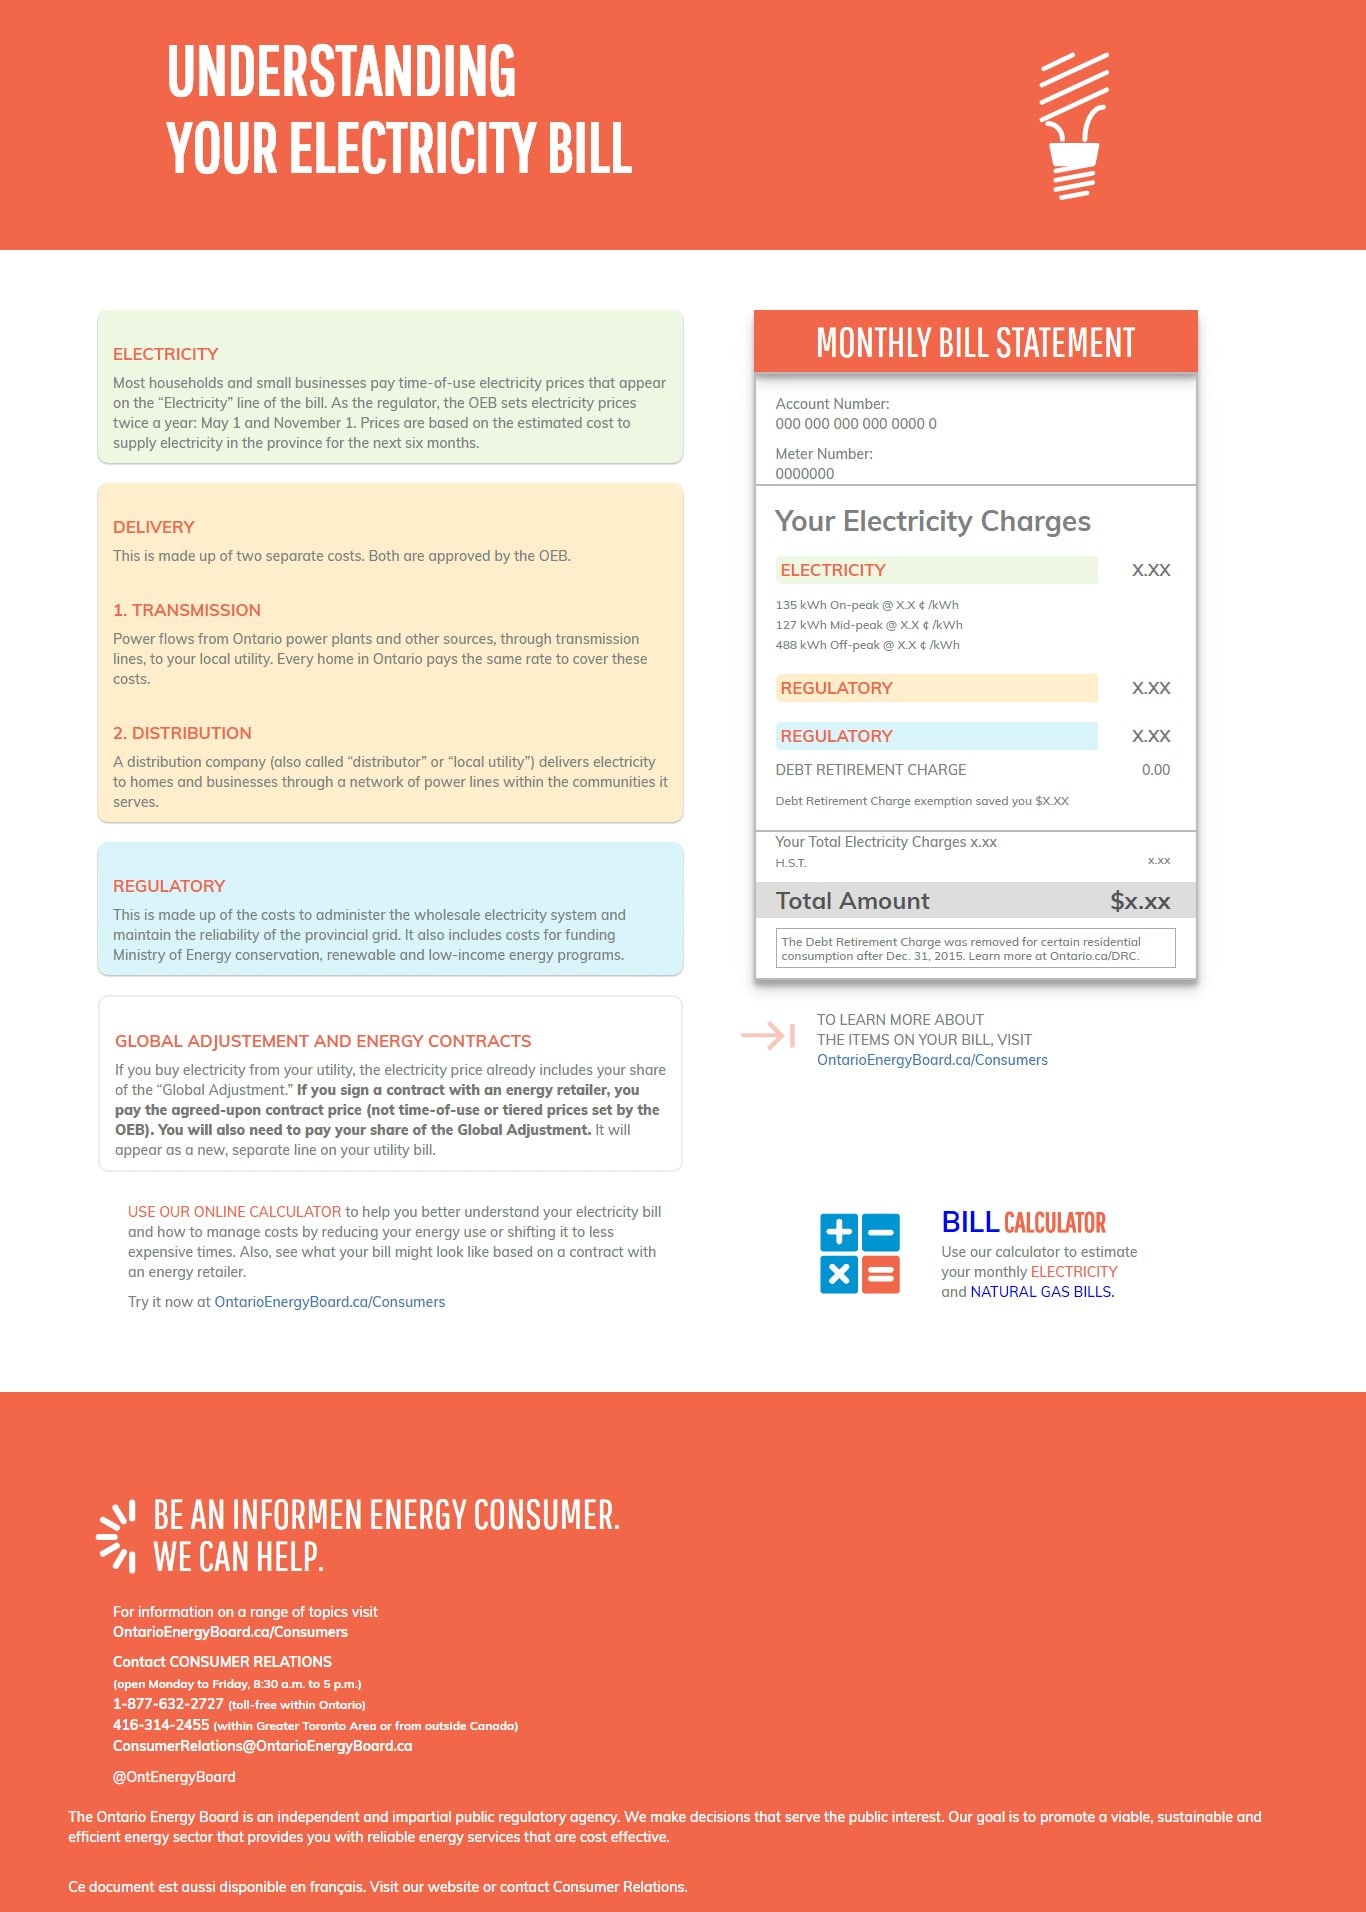 UNDERSTANDING
YOUR ELECTRICITY BILL
ELECTRICITY
Most households and small businesses pay time-of-use electricity prices that appear
on the “Electricity” line of the bill. As the regulator, the OEB sets electricity prices
twice a year: May 1 and November 1. Prices are based on the estimated cost to
supply electricity in the province for the next six months.
DELIVERY
This is made up of two separate costs. Both are approved by the OEB.
1. TRANSMISSION
Power flows from Ontario power plants and other sources, through transmission
lines, to your local utility. Every home in Ontario pays the same rate to cover these
costs.
2. DISTRIBUTION
A distribution company (also called “distributor” or “local utility”) delivers electricity
to homes and businesses through a network of power lines within the communities it
serves.
REGULATORY
This is made up of the costs to administer the wholesale electricity system and
maintain the reliability of the provincial grid. It also includes costs for funding
Ministry of Energy conservation, renewable and low-income energy programs.
GLOBAL ADJUSTEMENT AND ENERGY CONTRACTS
If you buy electricity from your utility, the electricity price already includes your share
of the “Global Adjustment.” If you sign a contract with an energy retailer, you
pay the agreed-upon contract price (not time-of-use or tiered prices set by the
OEB). You will also need to pay your share of the Global Adjustment. It will
appear as a new, separate line on your utility bill.
MONTHLY BILL STATEMENT
Account Number:
000 000 000 000 0000 0
Meter Number:
0000000
Your Electricity Charges
ELECTRICITY X.XX
135 kWh On-peak @ X.X ¢ /kWh
127 kWh Mid-peak @ X.X ¢ /kWh
488 kWh Off-peak @ X.X ¢ /kWh
REGULATORY X.XX
REGULATORY X.XX
DEBT RETIREMENT CHARGE 0.00
Debt Retirement Charge exemption saved you $X.XX
Your Total Electricity Charges x.xx
H.S.T. x.xx
Total Amount $x.xx
The Debt Retirement Charge was removed for certain residential
consumption after Dec. 31, 2015. Learn more at Ontario.ca/DRC.
TO LEARN MORE ABOUT
THE ITEMS ON YOUR BILL, VISIT
OntarioEnergyBoard.ca/Consumers
USE OUR ONLINE CALCULATOR to help you better understand your electricity bill
and how to manage costs by reducing your energy use or shifting it to less
expensive times. Also, see what your bill might look like based on a contract with
an energy retailer.
Try it now at OntarioEnergyBoard.ca/Consumers
BILL CALCULATOR
Use our calculator to estimate
your monthly ELECTRICITY
and NATURAL GAS BILLS.
BE AN INFORMEN ENERGY CONSUMER.
WE CAN HELP.
For information on a range of topics visit
OntarioEnergyBoard.ca/Consumers
Contact CONSUMER RELATIONS
(open Monday to Friday, 8:30 a.m. to 5 p.m.)
1-877-632-2727 (toll-free within Ontario)
416-314-2455 (within Greater Toronto Area or from outside Canada)
ConsumerRelations@OntarioEnergyBoard.ca
@OntEnergyBoard
The Ontario Energy Board is an independent and impartial public regulatory agency. We make decisions that serve the public interest. Our goal is to promote a viable, sustainable and
efficient energy sector that provides you with reliable energy services that are cost effective.
Ce document est aussi disponible en français. Visit our website or contact Consumer Relations.